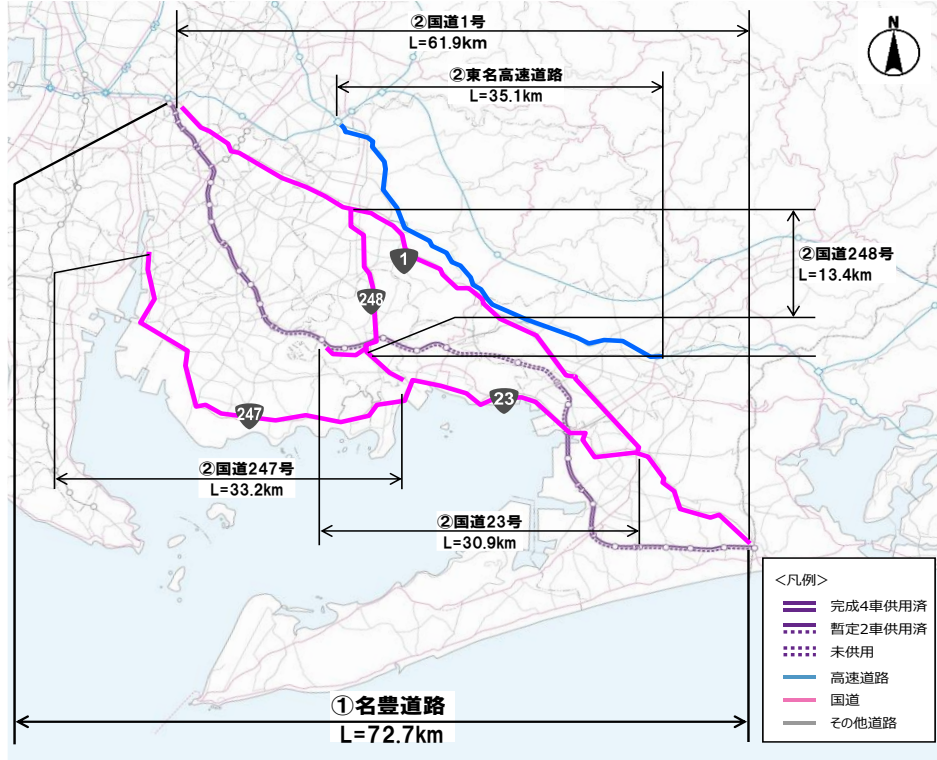 ②国道1号
L=61.9km
N
②東名高速道路
L=35.1km
②国道248号
L=13.4km
1
248
247
23
②国道247号
L=33.2km
②国道23号
L=30.9km
①名豊道路
L=72.7km
<凡例>
完成4車供用済
暫定2車供用済
未供用
高速道路
国道
その他道路